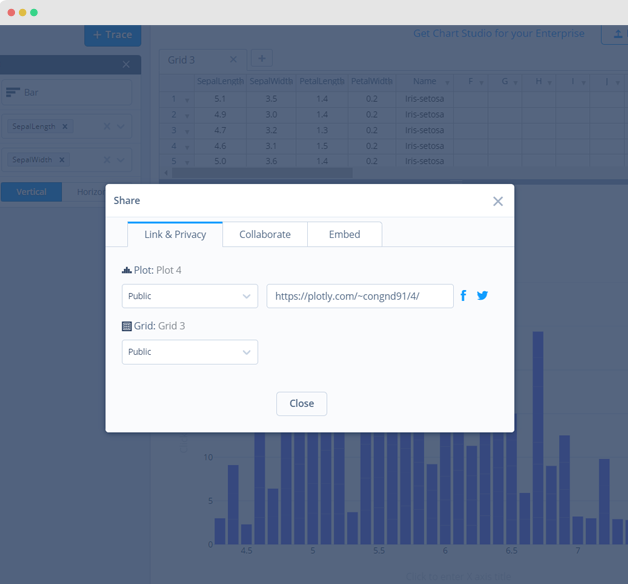 + Trace
Get Chart Studio for your Enterprise
Grid 3
SepalLength SepalWidth PetalLength PetalWidth Name F G H I J
Bar
1 5.1 3.5 1.4 0.2 Iris-setosa
2 4.9 3.0 1.4 0.2 Iris-setosa
SepalLength
3 4.7 3.2 1.3 0.2 Iris-setosa
4 4.6 3.1 1.5 0.2 Iris-setosa
SepalWidth
5 5.0 3.6 1.4 0.2 Iris-setosa
Vertical Horizo
Share
Link & Privacy Collaborate Embed
Plot: Plot 4
Public https://plotly.com/~congnd91/4/
Grid: Grid 3
Public
Close
10
5
0
4.5 5 5.5 6 6.5 7